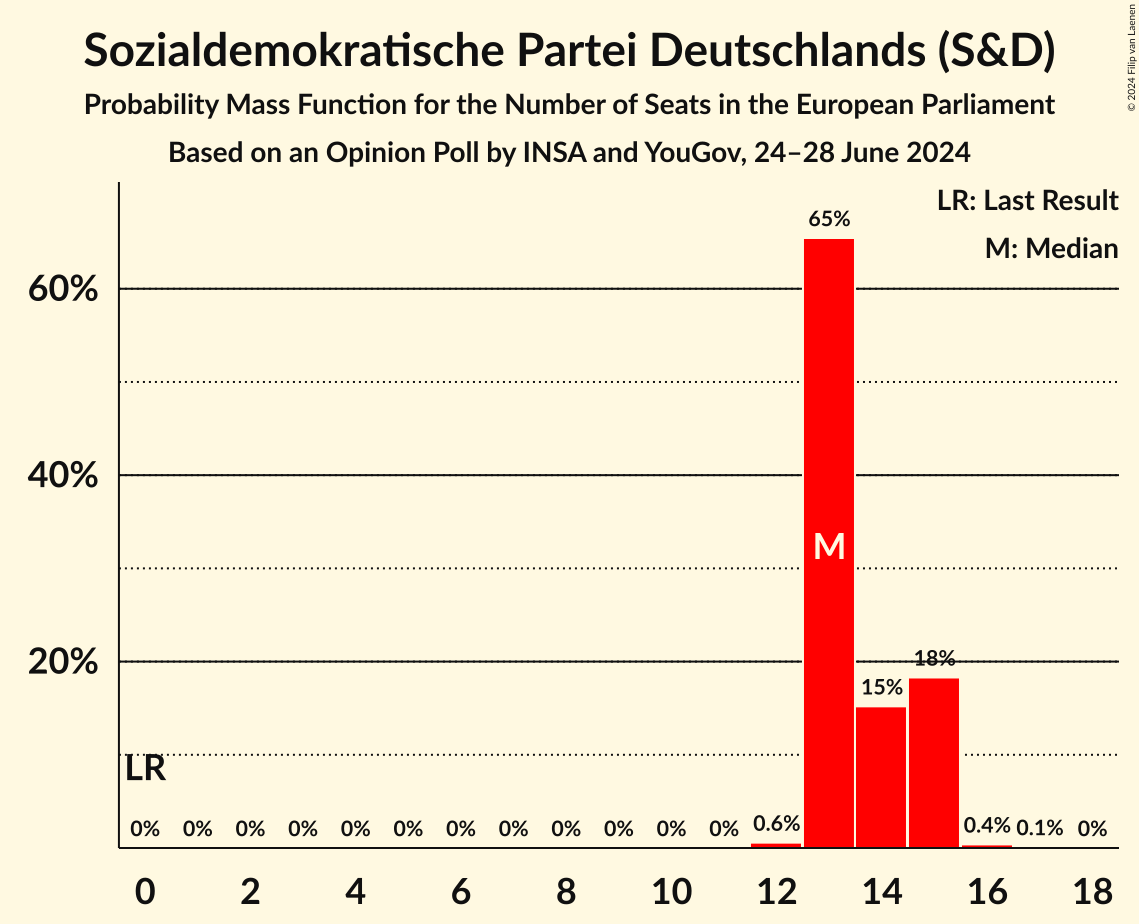 Sozialdemokratische Partei Deutschlands (S&D)
Probability Mass Function for the Number of Seats in the European Parliament
Based on an Opinion Poll by INSA and YouGov, 24–28 June 2024
© 2024 Filip van Laenen
LR: Last Result
M: Median
65%
60%
40%
M
20%
18%
15%
LR
0% 0% 0% 0% 0% 0% 0% 0% 0% 0% 0% 0% 0.6% 0.4% 0.1% 0%
0 2 4 6 8 10 12 14 16 18